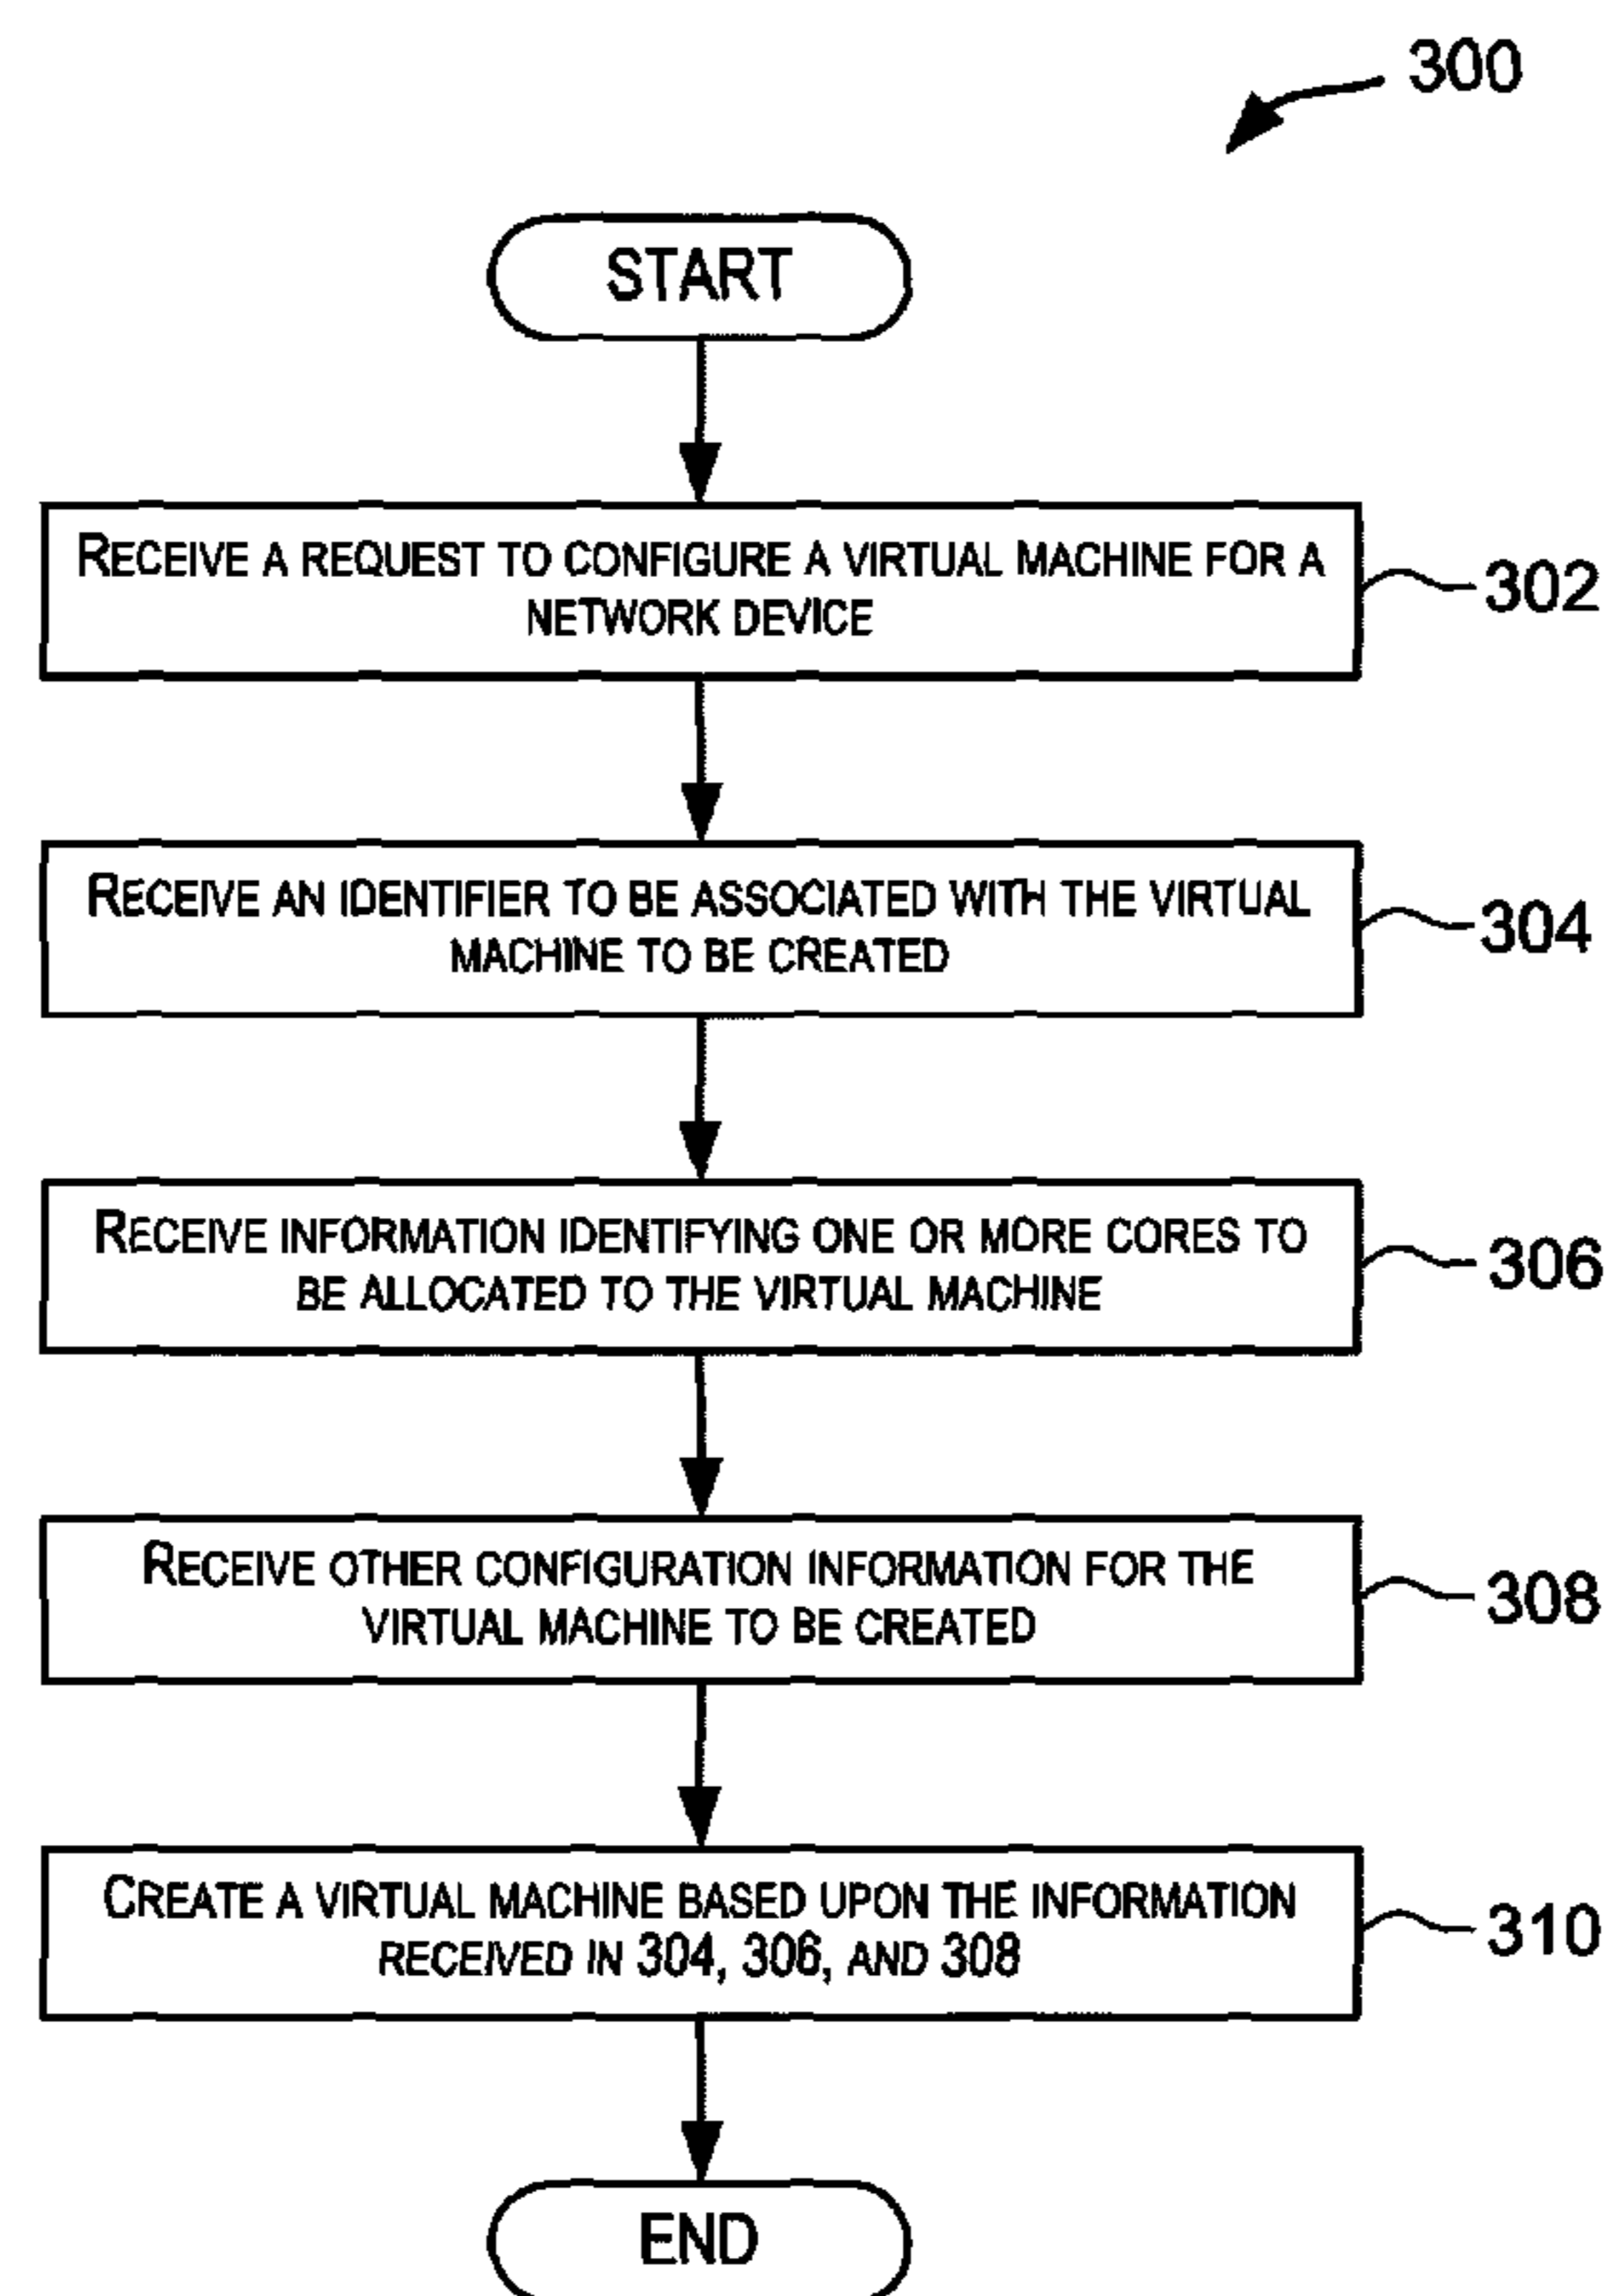 300
START
RECEIVE A REQUEST TO CONFIGURE A VIRTUAL MACHINE FOR A
NETWORK DEVICE
302
RECEIVE AN IDENTIFIER TO BE ASSOCIATED WITH THE VIRTUAL
MACHINE TO BE CREATED
304
RECEIVE INFORMATION IDENTIFYING ONE OR MORE CORES TO
BE ALLOCATED TO THE VIRTUAL MACHINE
306
RECEIVE OTHER CONFIGURATION INFORMATION FOR THE
VIRTUAL MACHINE TO BE CREATED
308
CREATE A VIRTUAL MACHINE BASED UPON THE INFORMATION
RECEIVED IN 304, 306, AND 308
310
END